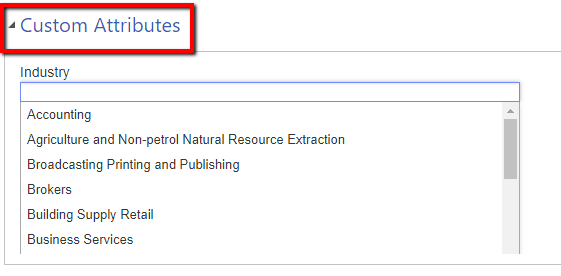 Custom Attributes
Industry
Accounting
Agriculture and Non-petrol Natural Resource Extraction
Broadcasting Printing and Publishing
Brokers
Building Supply Retail
Business Services